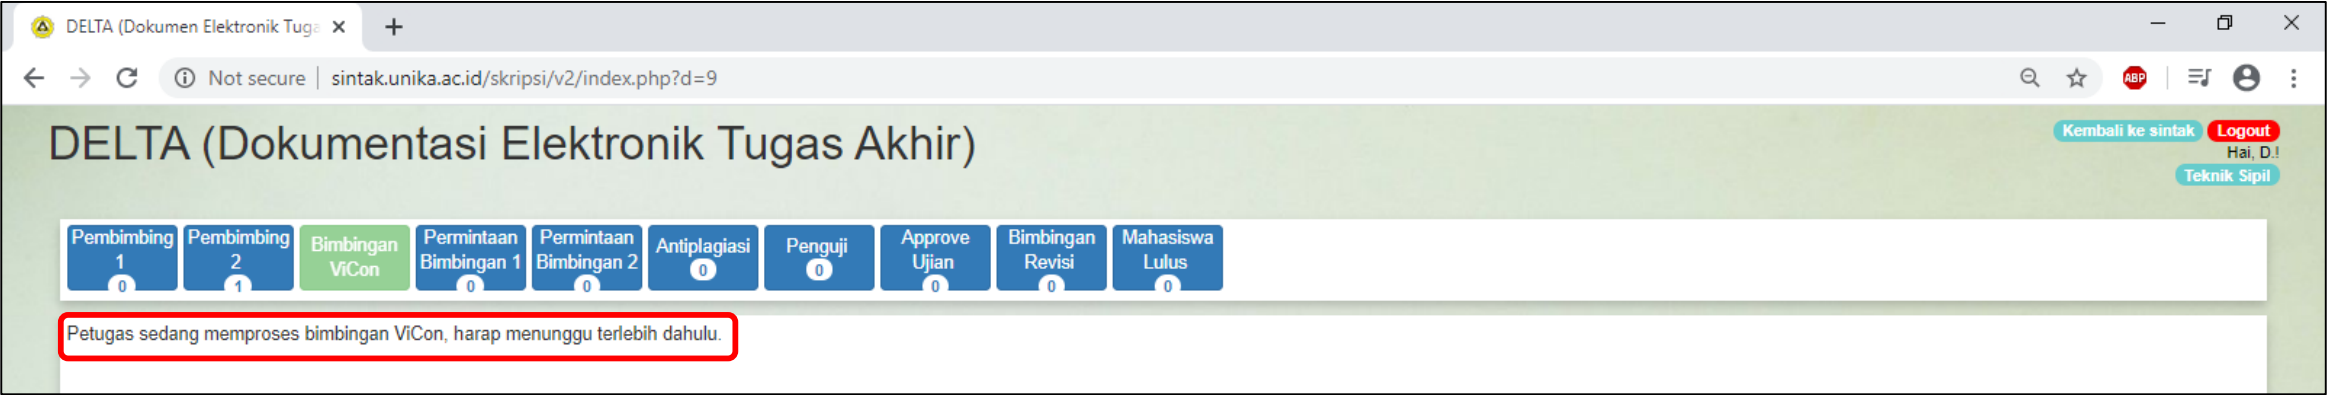 DELTA (Dokumen Elektronik Tuga
Not secure | sintak.unika.ac.id/skripsi/v2/index.php?d=9
ABP
DELTA (Dokumentasi Elektronik Tugas Akhir)
Kembali ke sintak Logout
Hai, D.!
Teknik Sipil
Pembimbing 1 0
Pembimbing 2 1
Bimbingan ViCon
Permintaan Bimbingan 1 0
Permintaan Bimbingan 2 0
Antiplagiasi 0
Penguji 0
Approve Ujian 0
Bimbingan Revisi 0
Mahasiswa Lulus 0
Petugas sedang memproses bimbingan ViCon, harap menunggu terlebih dahulu.